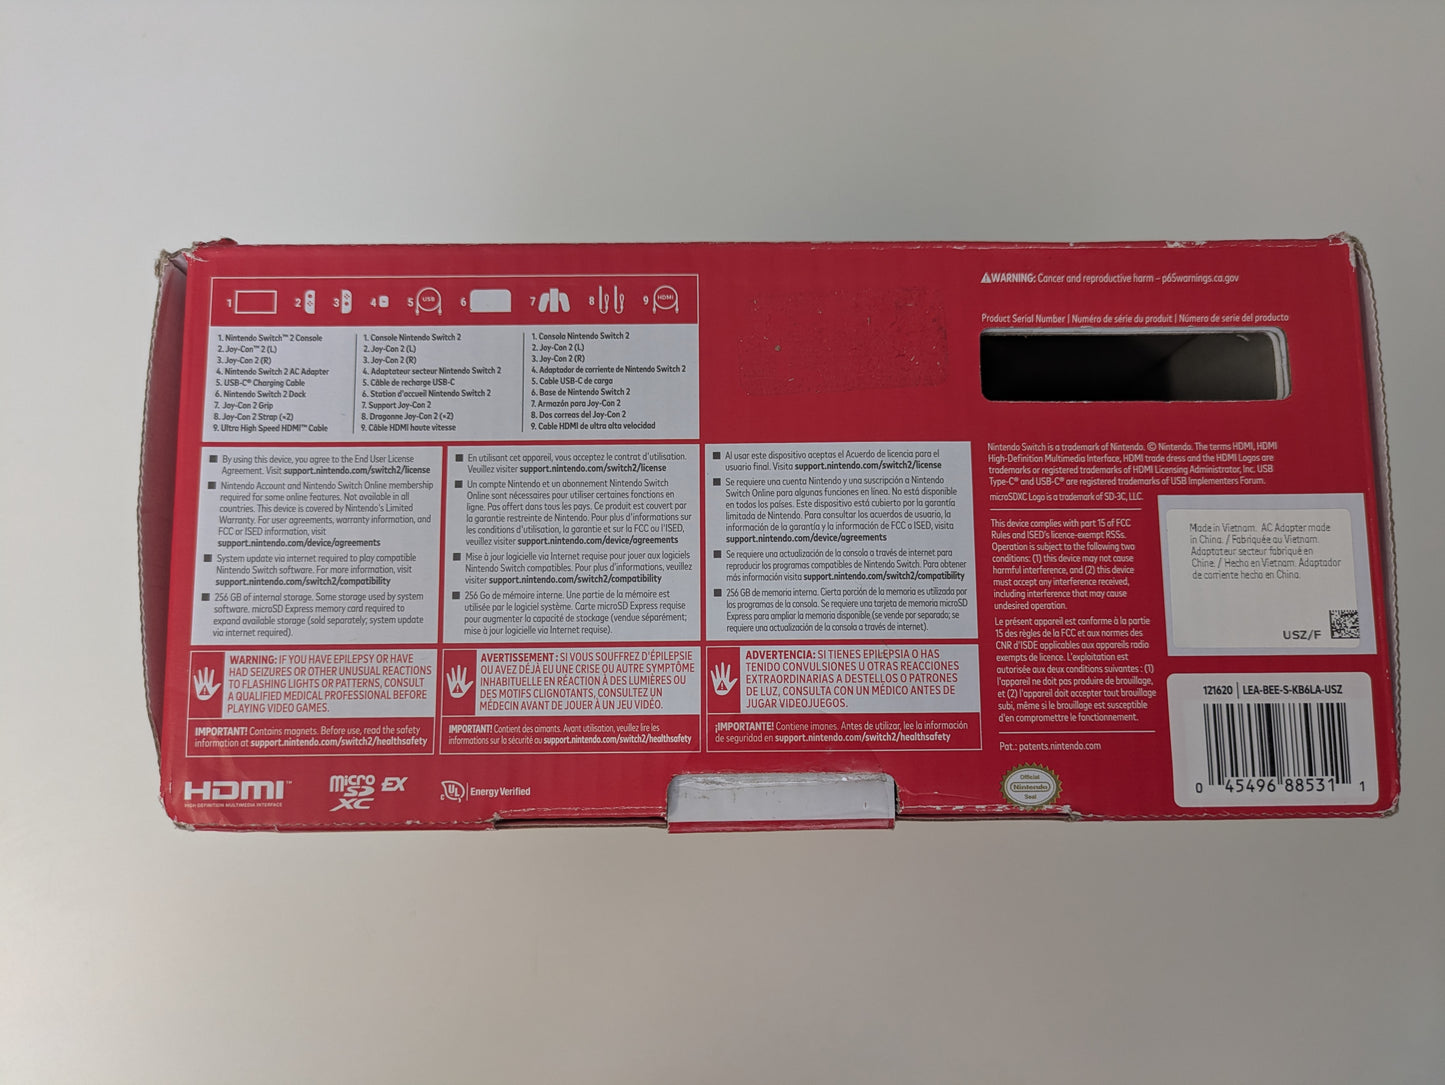 1
2
3
4
5
USB
6
7
8
9
HDMI
1. Nintendo Switch™ 2 Console
2. Joy-Con™ 2 (L)
3. Joy-Con 2 (R)
4. Nintendo Switch 2 AC Adapter
5. USB-C® Charging Cable
6. Nintendo Switch 2 Dock
7. Joy-Con 2 Grip
8. Joy-Con 2 Strap (×2)
9. Ultra High Speed HDMI™ Cable
1. Console Nintendo Switch 2
2. Joy-Con 2 (L)
3. Joy-Con 2 (R)
4. Adaptateur secteur Nintendo Switch 2
5. Câble de recharge USB-C
6. Station d'accueil Nintendo Switch 2
7. Support Joy-Con 2
8. Dragonne Joy-Con 2 (×2)
9. Câble HDMI haute vitesse
1. Consola Nintendo Switch 2
2. Joy-Con 2 (L)
3. Joy-Con 2 (R)
4. Adaptador de corriente de Nintendo Switch 2
5. Cable USB-C de carga
6. Base de Nintendo Switch 2
7. Armazón para Joy-Con 2
8. Dos correas del Joy-Con 2
9. Cable HDMI de ultra alta velocidad
By using this device, you agree to the End User License
Agreement. Visit support.nintendo.com/switch2/license
Nintendo Account and Nintendo Switch Online membership
required for some online features. Not available in all
countries. This device is covered by Nintendo's Limited
Warranty. For user agreements, warranty information, and
FCC or ISED information, visit
support.nintendo.com/device/agreements
System update via internet required to play compatible
Nintendo Switch software. For more information, visit
support.nintendo.com/switch2/compatibility
256 GB of internal storage. Some storage used by system
software. microSD Express memory card required to
expand available storage (sold separately; system update
via internet required).
En utilisant cet appareil, vous acceptez le contrat d'utilisation.
Veuillez visiter support.nintendo.com/switch2/license
Un compte Nintendo et un abonnement Nintendo Switch
Online sont nécessaires pour utiliser certaines fonctions en
ligne. Pas offert dans tous les pays. Ce produit est couvert par
la garantie restreinte de Nintendo. Pour plus d'informations sur
les conditions d'utilisation, la garantie et sur la FCC ou l'ISED,
veuillez visiter support.nintendo.com/device/agreements
Mise à jour logicielle via Internet requise pour jouer aux logiciels
Nintendo Switch compatibles. Pour plus d'informations, veuillez
visiter support.nintendo.com/switch2/compatibility
256 Go de mémoire interne. Une partie de la mémoire est
utilisée par le logiciel système. Carte microSD Express requise
pour augmenter la capacité de stockage (vendue séparément;
mise à jour logicielle via Internet requise).
Al usar este dispositivo aceptas el Acuerdo de licencia para el
usuario final. Visita support.nintendo.com/switch2/license
Se requiere una cuenta Nintendo y una suscripción a Nintendo
Switch Online para algunas funciones en línea. No está disponible
en todos los países. Este dispositivo está cubierto por la garantía
limitada de Nintendo. Para consultar los acuerdos de usuario, la
información de la garantía y la información de FCC o ISED, visita
support.nintendo.com/device/agreements
Se requiere una actualización de la consola a través de internet para
reproducir los programas compatibles de Nintendo Switch. Para obtener
más información visita support.nintendo.com/switch2/compatibility
256 GB de memoria interna. Cierta porción de la memoria es utilizada por
los programas de la consola. Se requiere una tarjeta de memoria microSD
Express para ampliar la memoria disponible (se vende por separado; se
requiere una actualización de la consola a través de internet).
WARNING: IF YOU HAVE EPILEPSY OR HAVE
HAD SEIZURES OR OTHER UNUSUAL REACTIONS
TO FLASHING LIGHTS OR PATTERNS, CONSULT
A QUALIFIED MEDICAL PROFESSIONAL BEFORE
PLAYING VIDEO GAMES.
IMPORTANT! Contains magnets. Before use, read the safety
information at support.nintendo.com/switch2/healthsafety
AVERTISSEMENT : SI VOUS SOUFFREZ D'ÉPILEPSIE
OU AVEZ DÉJÀ EU UNE CRISE OU AUTRE SYMPTÔME
INHABITUELLE EN RÉACTION À DES LUMIÈRES OU
DES MOTIFS CLIGNOTANTS, CONSULTEZ UN
MÉDECIN AVANT DE JOUER À UN JEU VIDÉO.
IMPORTANT! Contient des aimants. Avant utilisation, veuillez lire les
informations sur la sécurité au support.nintendo.com/switch2/healthsafety
ADVERTENCIA: SI TIENES EPILEPSIA O HAS
TENIDO CONVULSIONES U OTRAS REACCIONES
EXTRAORDINARIAS A DESTELLOS O PATRONES
DE LUZ, CONSULTA CON UN MÉDICO ANTES DE
JUGAR VIDEOJUEGOS.
¡IMPORTANTE! Contiene imanes. Antes de utilizar, lee la información
de seguridad en support.nintendo.com/switch2/healthsafety
HDMI™
HIGH-DEFINITION MULTIMEDIA INTERFACE
micro
SD
XC
EX
C UL
Energy Verified
WARNING: Cancer and reproductive harm – p65warnings.ca.gov
Product Serial Number | Numéro de série du produit | Número de serie del producto
Nintendo Switch is a trademark of Nintendo. © Nintendo. The terms HDMI, HDMI
High-Definition Multimedia Interface, HDMI trade dress and the HDMI Logos are
trademarks or registered trademarks of HDMI Licensing Administrator, Inc. USB
Type-C® and USB-C® are registered trademarks of USB Implementers Forum.
microSDXC Logo is a trademark of SD-3C, LLC.
This device complies with part 15 of FCC
Rules and ISED's licence-exempt RSSs.
Operation is subject to the following two
conditions: (1) this device may not cause
harmful interference, and (2) this device
must accept any interference received,
including interference that may cause
undesired operation.
Le présent appareil est conforme à la partie
15 des règles de la FCC et aux normes des
CNR d'ISDE applicables aux appareils radio
exempts de licence. L'exploitation est
autorisée aux deux conditions suivantes : (1)
l'appareil ne doit pas produire de brouillage,
et (2) l'appareil doit accepter tout brouillage
subi, même si le brouillage est susceptible
d'en compromettre le fonctionnement.
Pat.: patents.nintendo.com
Official
Nintendo
Seal
Made in Vietnam. AC Adapter made
in China. / Fabriquée au Vietnam.
Adaptateur secteur fabriqué en
Chine. / Hecho en Vietnam. Adaptador
de corriente hecho en China.
USZ/F
121620 | LEA-BEE-S-KB6LA-USZ
0 45496 88531 1